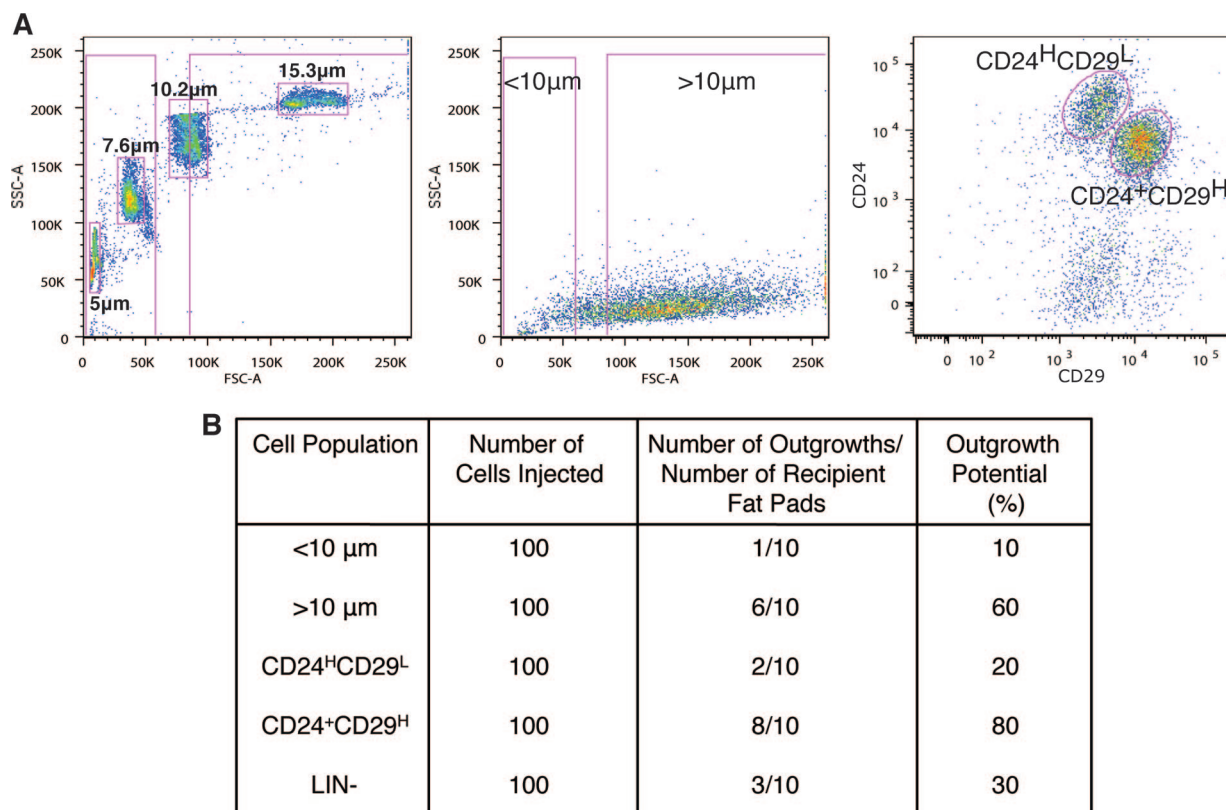 A
250K
200K
150K
100K
50K
0
SSC-A
5µm
7.6µm
10.2µm
15.3µm
0 50K 100K 150K 200K 250K
FSC-A
250K
200K
150K
100K
50K
0
SSC-A
<10µm >10µm
0 50K 100K 150K 200K 250K
FSC-A
10⁵
10⁴
10³
10²
0
CD24
CD24ᴴCD29ᴸ
CD24⁺CD29ᴴ
0 10² 10³ 10⁴ 10⁵
CD29
B
Cell Population
Number of
Cells Injected
Number of Outgrowths/
Number of Recipient
Fat Pads
Outgrowth
Potential
(%)
<10 µm 100 1/10 10
>10 µm 100 6/10 60
CD24ᴴCD29ᴸ 100 2/10 20
CD24⁺CD29ᴴ 100 8/10 80
LIN- 100 3/10 30